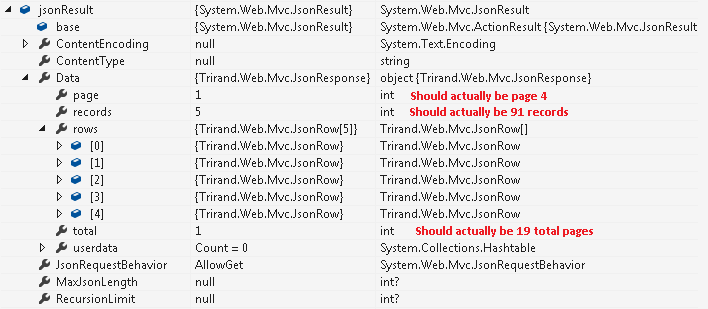 jsonResult {System.Web.Mvc.JsonResult} System.Web.Mvc.JsonResult
base {System.Web.Mvc.JsonResult} System.Web.Mvc.ActionResult {System.Web.Mvc.JsonResult
ContentEncoding null System.Text.Encoding
ContentType null string
Data {Trirand.Web.Mvc.JsonResponse} object {Trirand.Web.Mvc.JsonResponse}
page 1 int Should actually be page 4
records 5 int Should actually be 91 records
rows {Trirand.Web.Mvc.JsonRow[5]} Trirand.Web.Mvc.JsonRow[]
[0] {Trirand.Web.Mvc.JsonRow} Trirand.Web.Mvc.JsonRow
[1] {Trirand.Web.Mvc.JsonRow} Trirand.Web.Mvc.JsonRow
[2] {Trirand.Web.Mvc.JsonRow} Trirand.Web.Mvc.JsonRow
[3] {Trirand.Web.Mvc.JsonRow} Trirand.Web.Mvc.JsonRow
[4] {Trirand.Web.Mvc.JsonRow} Trirand.Web.Mvc.JsonRow
total 1 int Should actually be 19 total pages
userdata Count = 0 System.Collections.Hashtable
JsonRequestBehavior AllowGet System.Web.Mvc.JsonRequestBehavior
MaxJsonLength null int?
RecursionLimit null int?